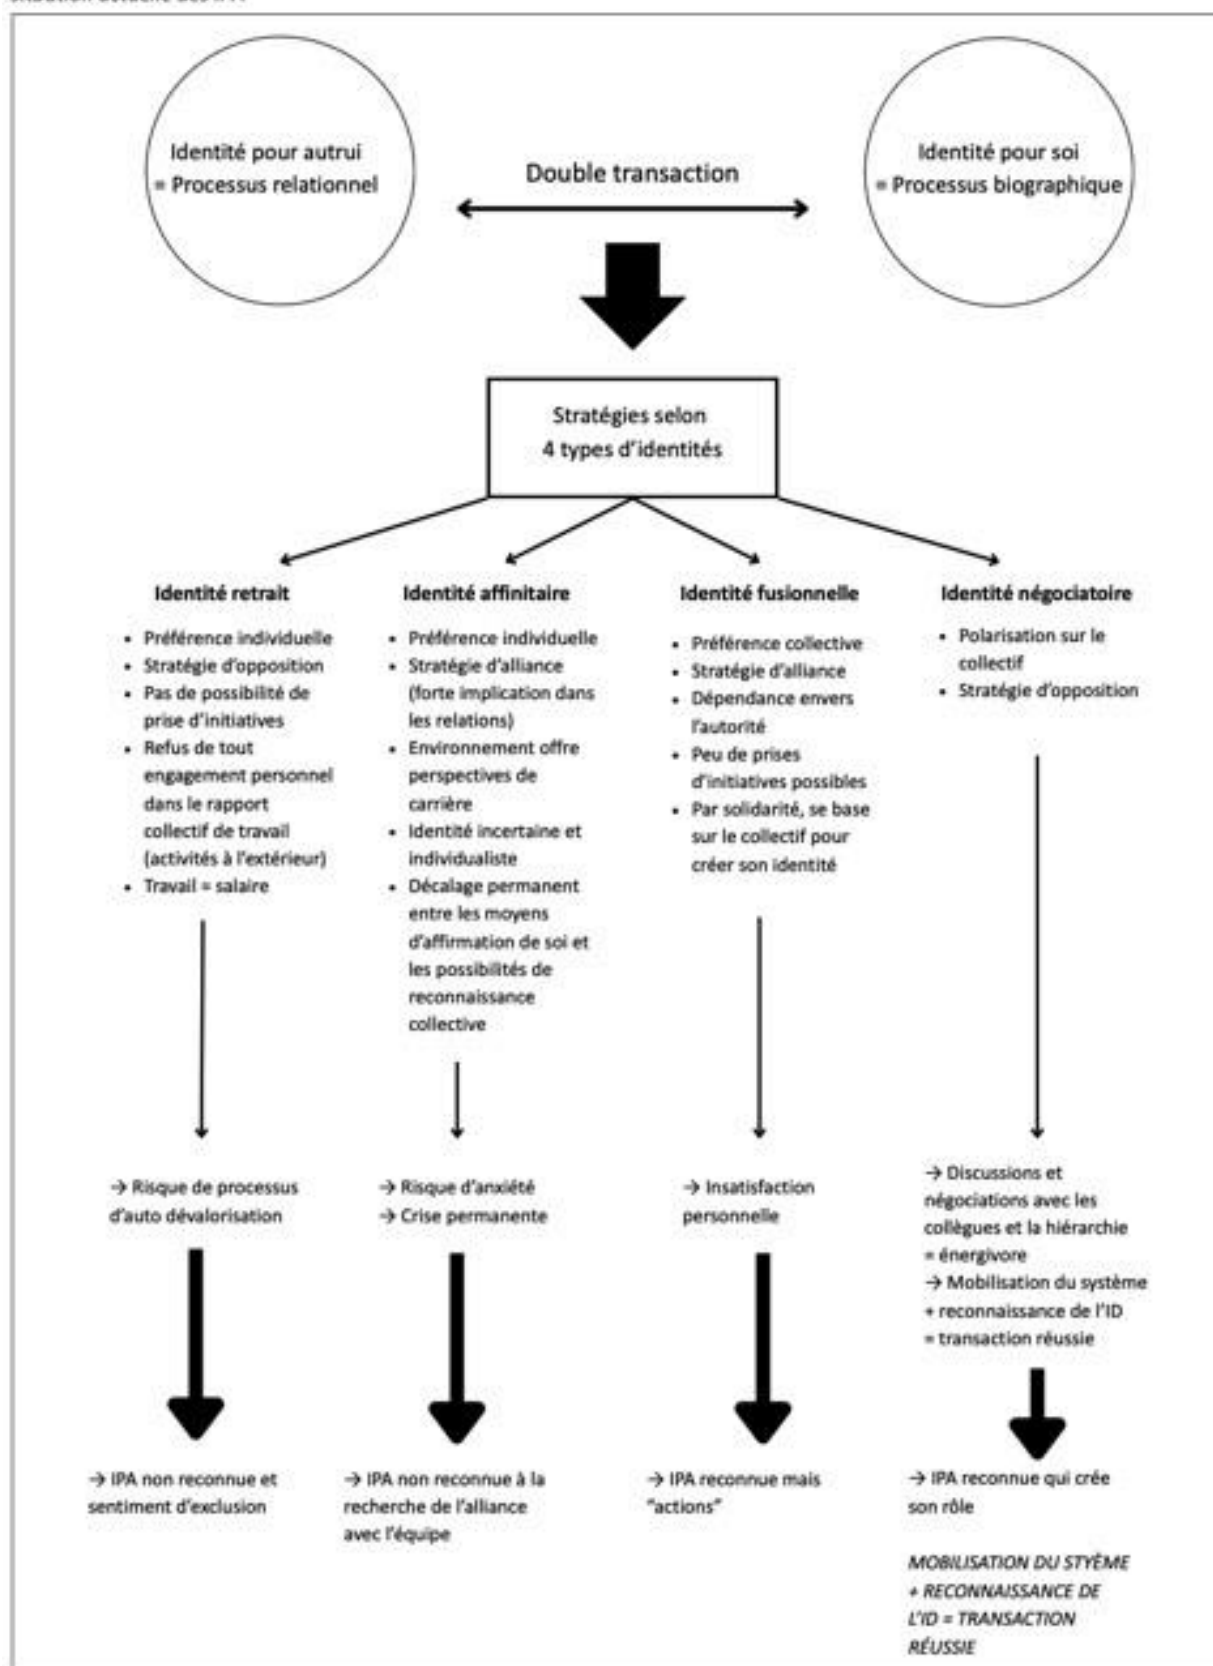 Identité pour autrui
= Processus relationnel
Double transaction
Identité pour soi
= Processus biographique
Stratégies selon
4 types d'identités
Identité retrait
• Préférence individuelle
• Stratégie d'opposition
• Pas de possibilité de
prise d'initiatives
• Refus de tout
engagement personnel
dans le rapport
collectif de travail
(activités à l'extérieur)
• Travail = salaire
→ Risque de processus
d'auto dévalorisation
→ IPA non reconnue et
sentiment d'exclusion
Identité affinitaire
• Préférence individuelle
• Stratégie d'alliance
(forte implication dans
les relations)
• Environnement offre
perspectives de
carrière
• Identité incertaine et
individualiste
• Décalage permanent
entre les moyens
d'affirmation de soi et
les possibilités de
reconnaissance
collective
→ Risque d'anxiété
→ Crise permanente
→ IPA non reconnue à la
recherche de l'alliance
avec l'équipe
Identité fusionnelle
• Préférence collective
• Stratégie d'alliance
• Dépendance envers
l'autorité
• Peu de prises
d'initiatives possibles
• Par solidarité, se base
sur le collectif pour
créer son identité
→ Insatisfaction
personnelle
→ IPA reconnue mais
"actions"
Identité négociatoire
• Polarisation sur le
collectif
• Stratégie d'opposition
→ Discussions et
négociations avec les
collègues et la hiérarchie
= énergivore
→ Mobilisation du système
+ reconnaissance de l'ID
= transaction réussie
→ IPA reconnue qui crée
son rôle
MOBILISATION DU STYÈME
+ RECONNAISSANCE DE
L'ID = TRANSACTION
RÉUSSIE